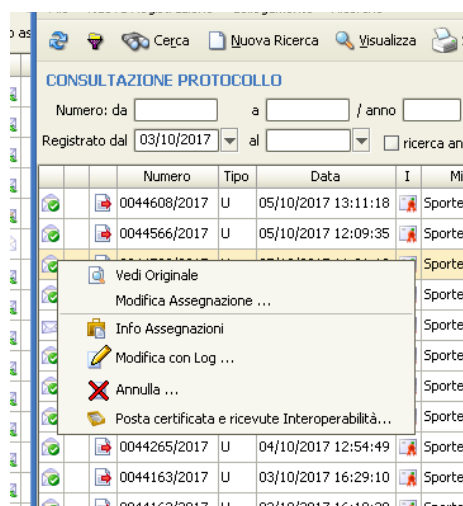 Cerca Nuova Ricerca Visualizza
CONSULTAZIONE PROTOCOLLO
Numero: da a / anno
Registrato dal 03/10/2017 al ricerca an
Numero Tipo Data I Mi
0044608/2017 U 05/10/2017 13:11:18 Sporte
0044566/2017 U 05/10/2017 12:09:35 Sporte
Sporte
Vedi Originale
Sporte
Modifica Assegnazione ...
Info Assegnazioni
Sporte
Modifica con Log ...
Sporte
Annulla ...
Sporte
Posta certificata e ricevute Interoperabilità...
Sporte
0044265/2017 U 04/10/2017 12:54:49 Sporte
0044163/2017 U 03/10/2017 16:29:10 Sporte